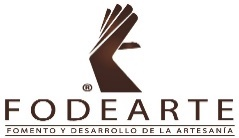 ®
FODEARTE
FOMENTO Y DESARROLLO DE LA ARTESANÍA